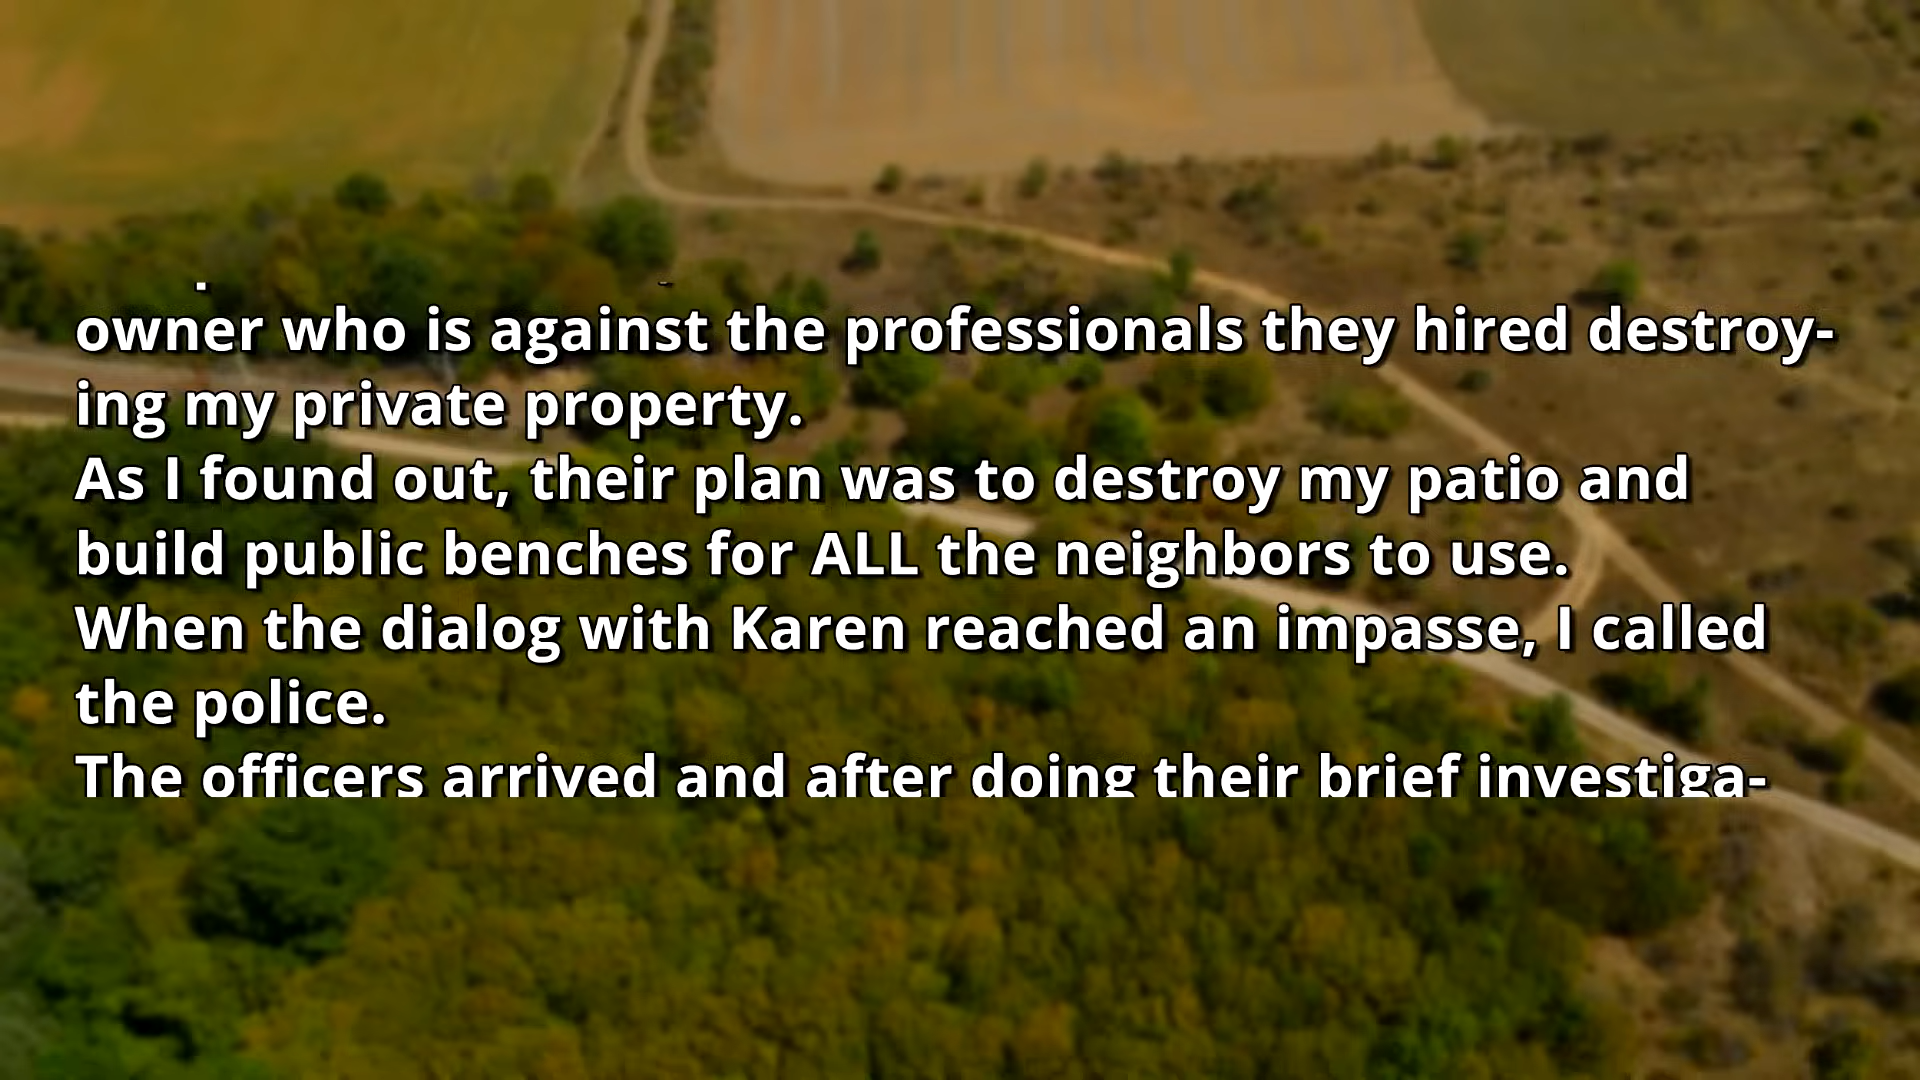 owner who is against the professionals they hired destroy-
ing my private property.
As I found out, their plan was to destroy my patio and
build public benches for ALL the neighbors to use.
When the dialog with Karen reached an impasse, I called
the police.
The officers arrived and after doing their brief investiga-